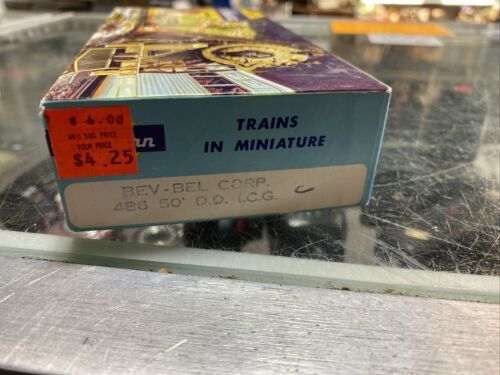 $ 6.00
MFG SUG PRICE
YOUR PRICE
$4.25
TRAINS
IN MINIATURE
BEV-BEL CORP.
486 50' D.D. I.C.G.